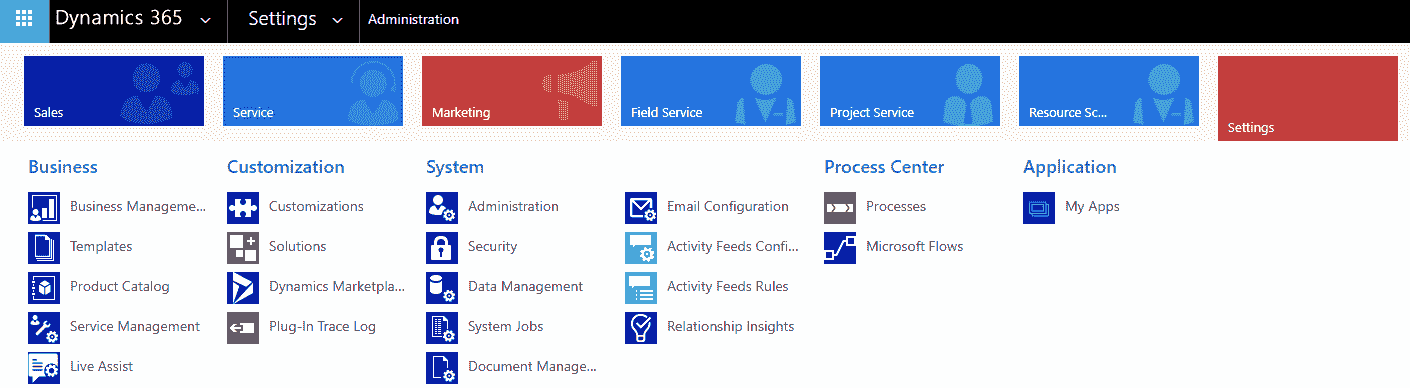 Dynamics 365 Settings Administration
Sales Service Marketing Field Service Project Service Resource Sc... Settings
Business Customization System Process Center Application
Business Manageme... Customizations Administration Email Configuration Processes My Apps
Templates Solutions Security Activity Feeds Confi... Microsoft Flows
Product Catalog Dynamics Marketpla... Data Management Activity Feeds Rules
Service Management Plug-In Trace Log System Jobs Relationship Insights
Live Assist Document Manage...